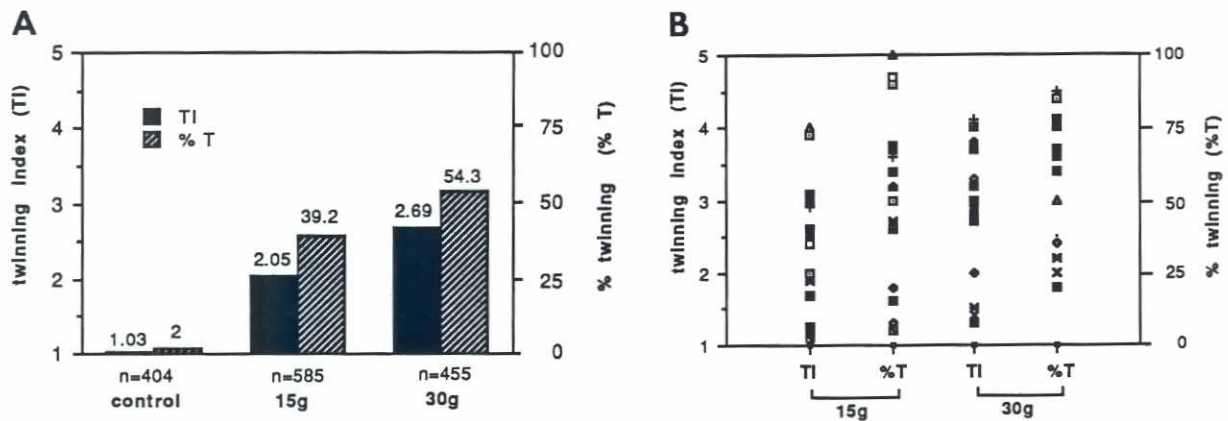 A
twinning Index (TI)
5
4
3
2
1
TI
% T
1.03
2
2.05
39.2
2.69
54.3
100
75
50
25
0
% twinning (% T)
n=404
n=585
n=455
control
15g
30g
B
twinning Index (TI)
5
4
3
2
1
100
75
50
25
0
% twinning (%T)
TI
%T
TI
%T
15g
30g